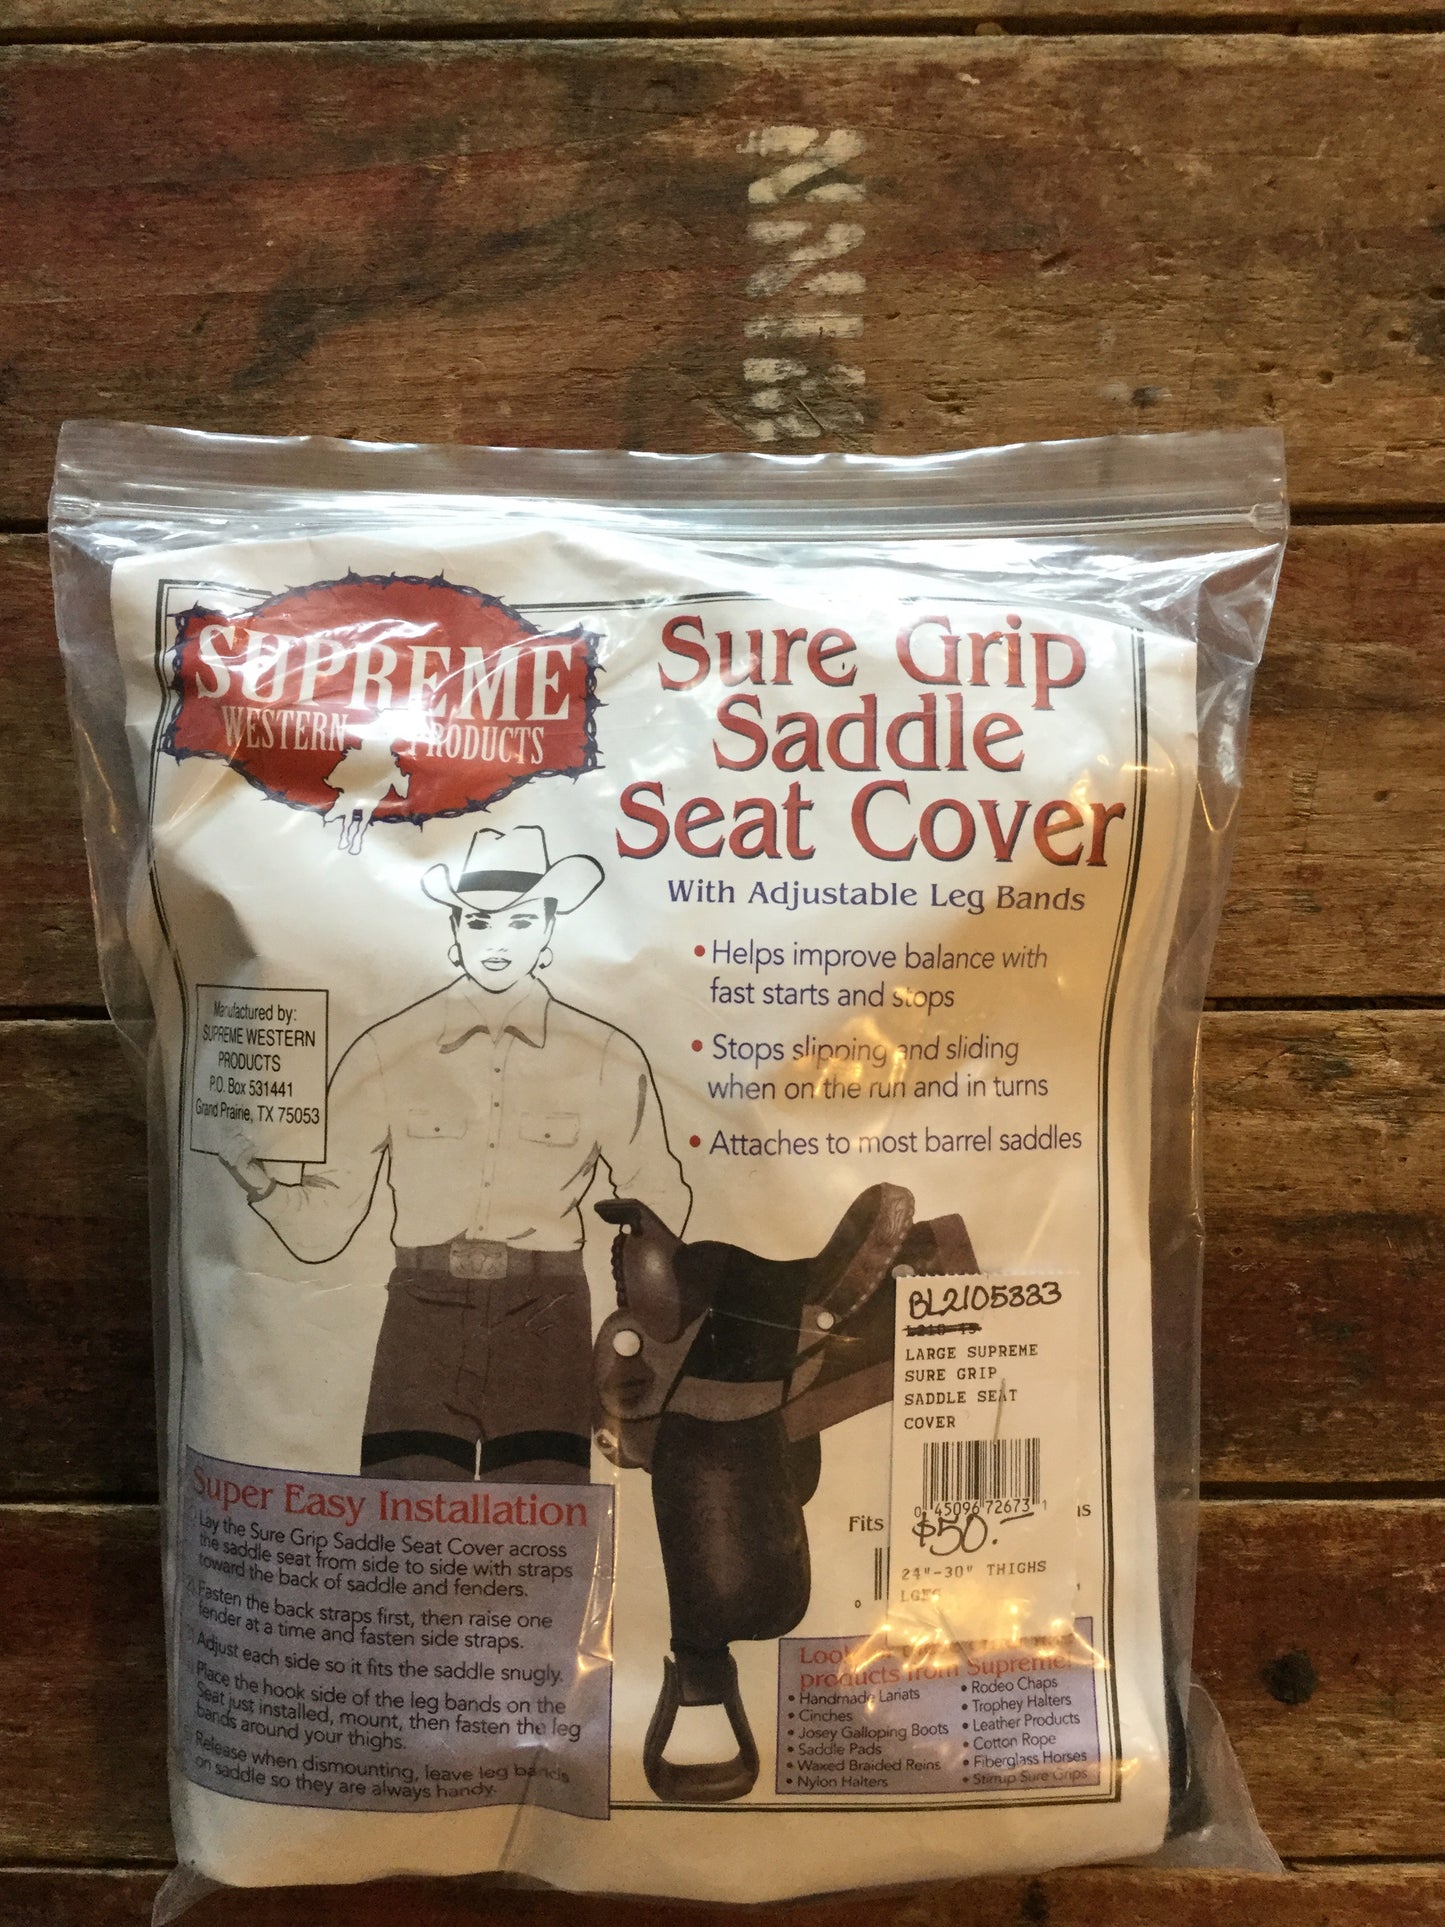 SUPREME
WESTERN PRODUCTS
Sure Grip
Saddle
Seat Cover
With Adjustable Leg Bands
• Helps improve balance with
fast starts and stops
• Stops slipping and sliding
when on the run and in turns
• Attaches to most barrel saddles
Manufactured by:
SUPREME WESTERN
PRODUCTS
P.O. Box 531441
Grand Prairie, TX 75053
BL2105333
LARGE SUPREME
SURE GRIP
SADDLE SEAT
COVER
0 45096 72673 1
$50.—
24"-30" THIGHS
Fits
0
Super Easy Installation
Lay the Sure Grip Saddle Seat Cover across
the saddle seat from side to side with straps
toward the back of saddle and fenders.
Fasten the back straps first, then raise one
fender at a time and fasten side straps.
Adjust each side so it fits the saddle snugly.
Place the hook side of the leg bands on the
Seat just installed, mount, then fasten the leg
bands around your thighs.
Release when dismounting, leave leg bands
on saddle so they are always handy.
products from Supreme!
• Handmade Lariats
• Cinches
• Josey Galloping Boots
• Saddle Pads
• Waxed Braided Reins
• Nylon Halters
• Rodeo Chaps
• Trophey Halters
• Leather Products
• Cotton Rope
• Fiberglass Horses
• Stirrup Sure Grips